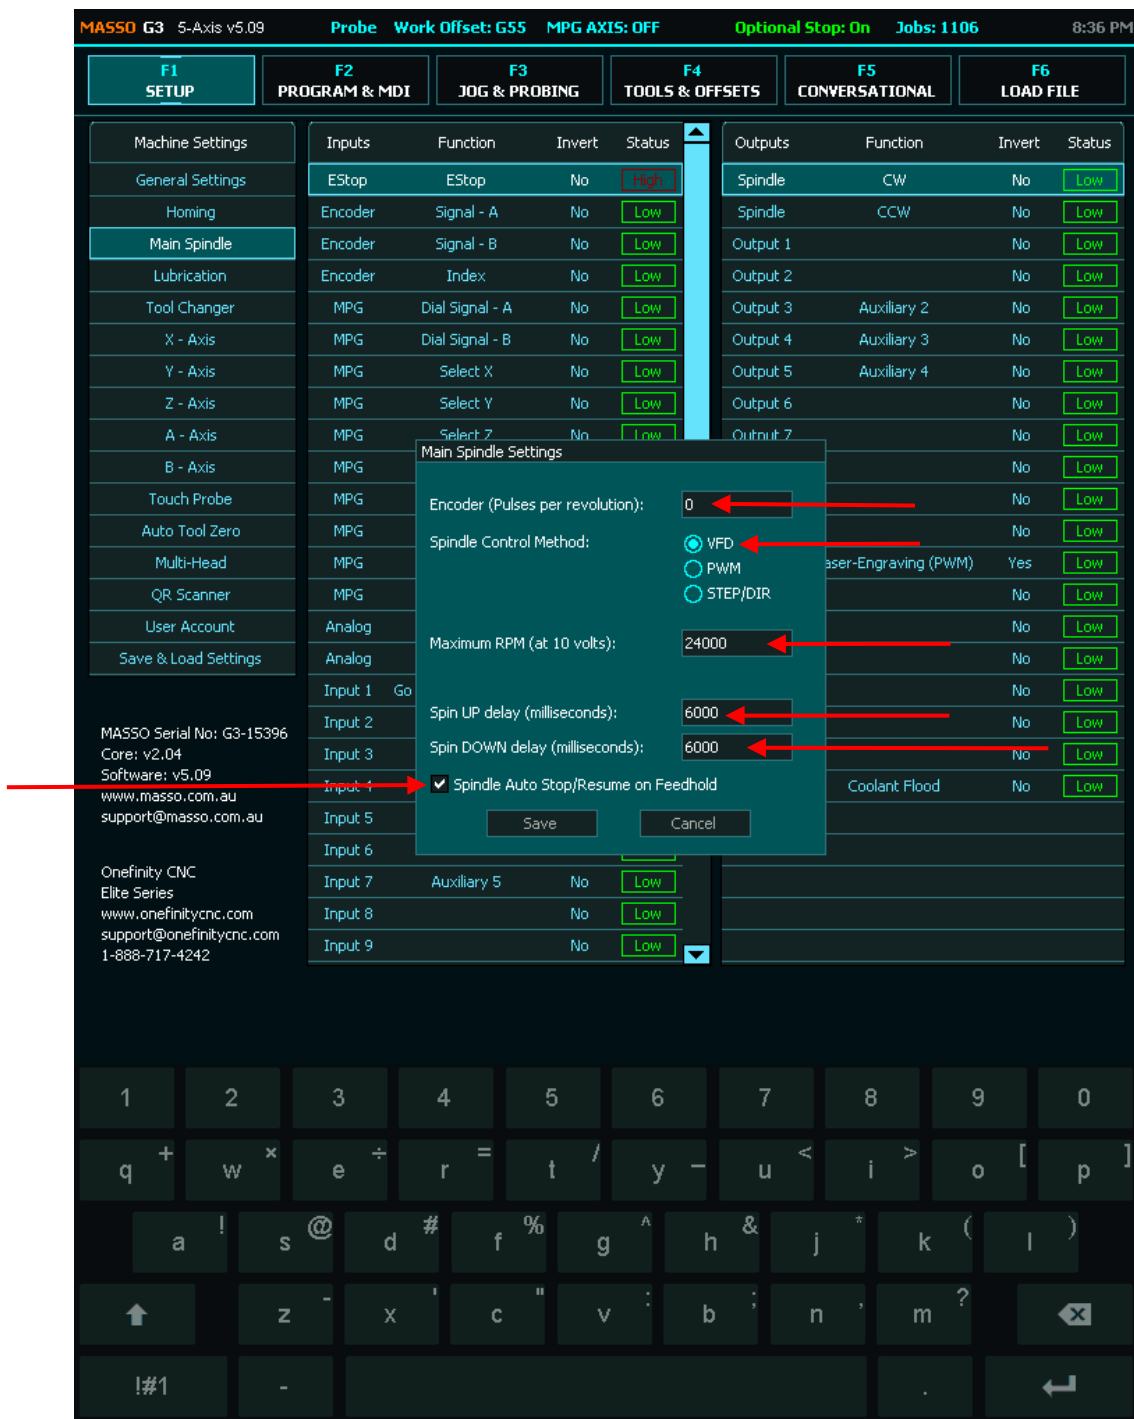 MASSO G3 5-Axis v5.09 Probe Work Offset: G55 MPG AXIS: OFF Optional Stop: On Jobs: 1106 8:36 PM
F1 F2 F3 F4 F5 F6
SETUP PROGRAM & MDI JOG & PROBING TOOLS & OFFSETS CONVERSATIONAL LOAD FILE
Machine Settings
General Settings
Homing
Main Spindle
Lubrication
Tool Changer
X - Axis
Y - Axis
Z - Axis
A - Axis
B - Axis
Touch Probe
Auto Tool Zero
Multi-Head
QR Scanner
User Account
Save & Load Settings
MASSO Serial No: G3-15396
Core: v2.04
Software: v5.09
www.masso.com.au
support@masso.com.au
Onefinity CNC
Elite Series
www.onefinitycnc.com
support@onefinitycnc.com
1-888-717-4242
Inputs Function Invert Status
EStop EStop No High
Encoder Signal - A No Low
Encoder Signal - B No Low
Encoder Index No Low
MPG Dial Signal - A No Low
MPG Dial Signal - B No Low
MPG Select X No Low
MPG Select Y No Low
MPG Select Z No Low
MPG
MPG
MPG
MPG
MPG
Analog
Analog
Input 1 Go
Input 2
Input 3
Input 4
Input 5
Input 6
Input 7 Auxiliary 5 No Low
Input 8 No Low
Input 9 No Low
Main Spindle Settings
Encoder (Pulses per revolution): 0
Spindle Control Method: VFD
PWM
STEP/DIR
Maximum RPM (at 10 volts): 24000
Spin UP delay (milliseconds): 6000
Spin DOWN delay (milliseconds): 6000
Spindle Auto Stop/Resume on Feedhold
Save Cancel
Outputs Function Invert Status
Spindle CW No Low
Spindle CCW No Low
Output 1 No Low
Output 2 No Low
Output 3 Auxiliary 2 No Low
Output 4 Auxiliary 3 No Low
Output 5 Auxiliary 4 No Low
Output 6 No Low
Output 7 No Low
No Low
No Low
No Low
aser-Engraving (PWM) Yes Low
No Low
No Low
No Low
No Low
No Low
No Low
Coolant Flood No Low
1 2 3 4 5 6 7 8 9 0
q + w × e ÷ r = t / y – u < i > o [ p ]
a ! s @ d # f % g ^ h & j * k ( l )
z - x ' c " v : b ; n , m ?
!#1 - .